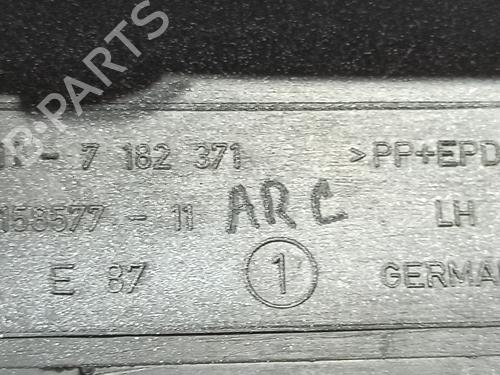 B-PARTS
- 7 182 371 >PP+EPD
158577 - 11 ARC LH
E 87 1 GERMA